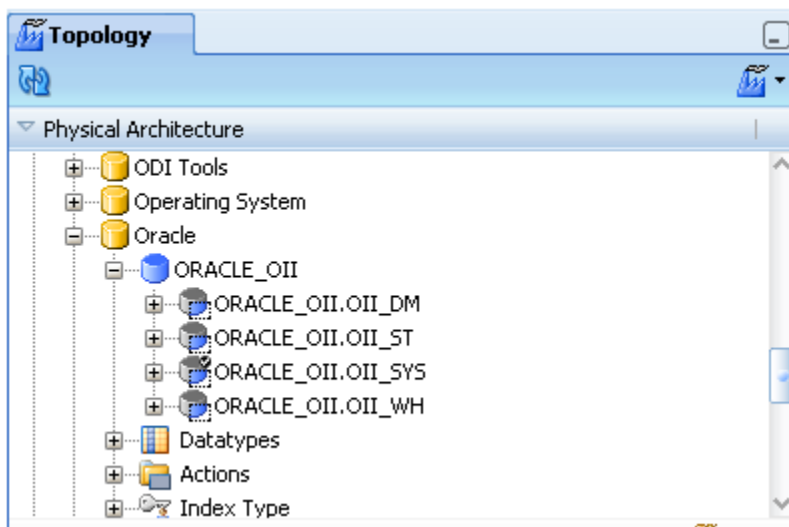 Topology
Physical Architecture
ODI Tools
Operating System
Oracle
ORACLE_OII
ORACLE_OII.OII_DM
ORACLE_OII.OII_ST
ORACLE_OII.OII_SYS
ORACLE_OII.OII_WH
Datatypes
Actions
Index Type